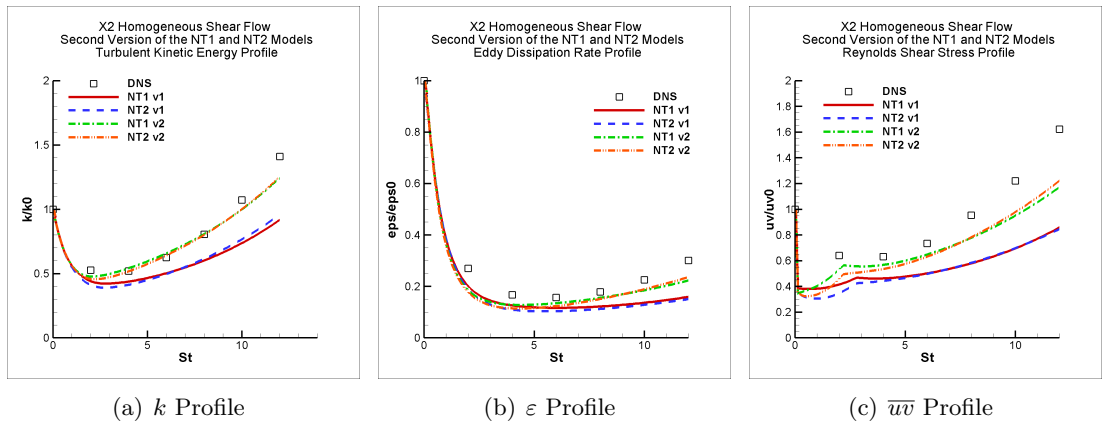 X2 Homogeneous Shear Flow
Second Version of the NT1 and NT2 Models
Turbulent Kinetic Energy Profile
k/k0
2
1.5
1
0.5
0
DNS
NT1 v1
NT2 v1
NT1 v2
NT2 v2
0
5
10
St
(a) k Profile
X2 Homogeneous Shear Flow
Second Version of the NT1 and NT2 Models
Eddy Dissipation Rate Profile
eps/eps0
1
0.8
0.6
0.4
0.2
0
DNS
NT1 v1
NT2 v1
NT1 v2
NT2 v2
0
5
10
St
(b) ε Profile
X2 Homogeneous Shear Flow
Second Version of the NT1 and NT2 Models
Reynolds Shear Stress Profile
uv/uv0
2
1.8
1.6
1.4
1.2
1
0.8
0.6
0.4
0.2
0
DNS
NT1 v1
NT2 v1
NT1 v2
NT2 v2
0
5
10
St
(c) u̅v̅ Profile